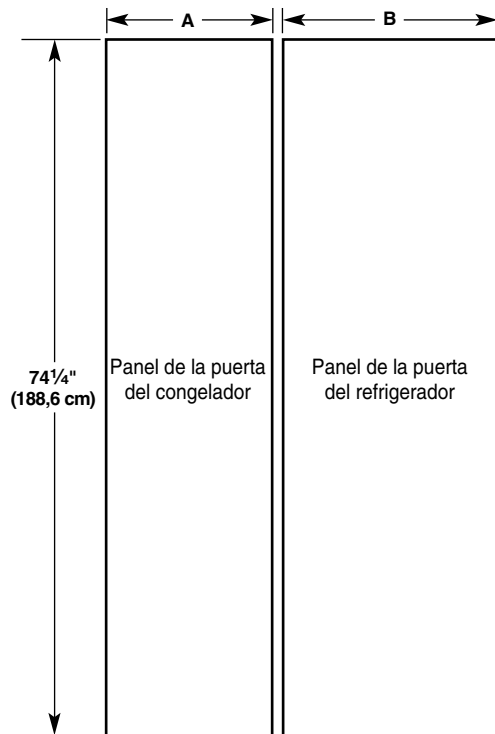 A
B
74¼"
(188,6 cm)
Panel de la puerta
del congelador
Panel de la puerta
del refrigerador